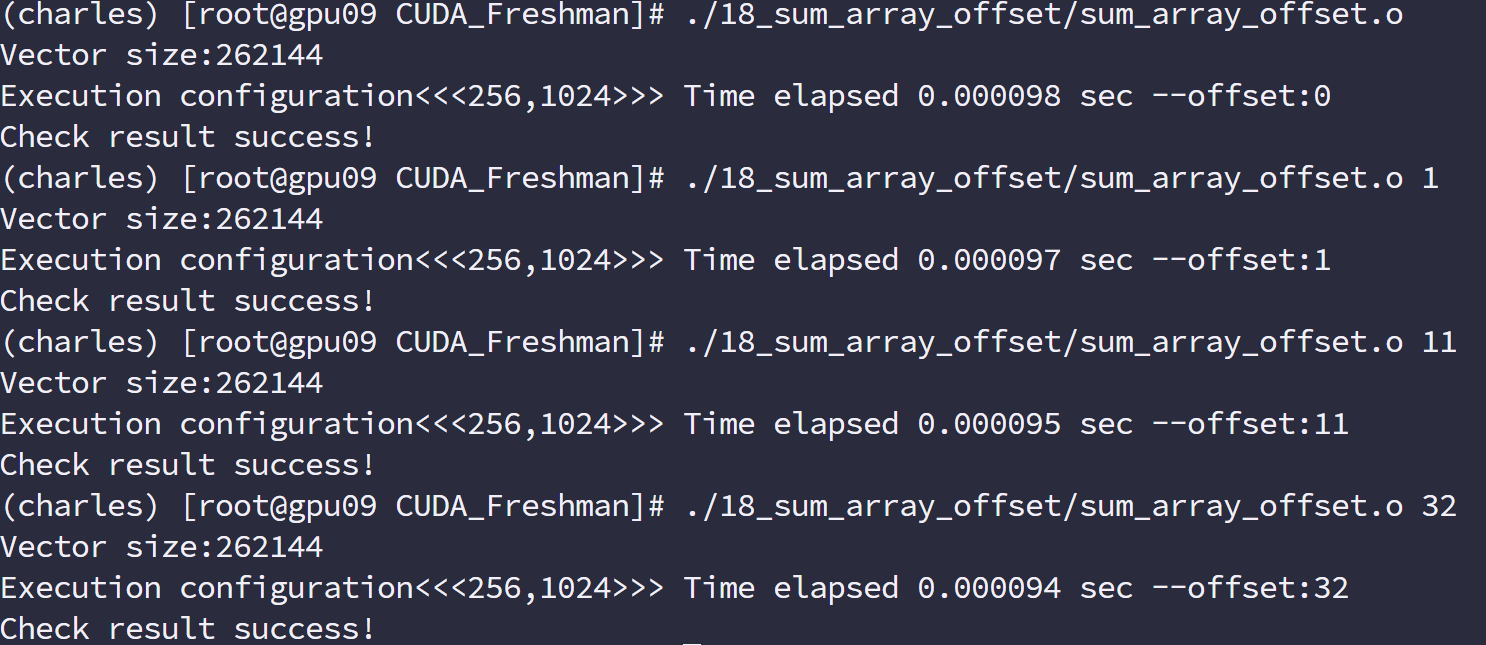 (charles) [root@gpu09 CUDA_Freshman]# ./18_sum_array_offset/sum_array_offset.o
Vector size:262144
Execution configuration<<<256,1024>>> Time elapsed 0.000098 sec --offset:0
Check result success!
(charles) [root@gpu09 CUDA_Freshman]# ./18_sum_array_offset/sum_array_offset.o 1
Vector size:262144
Execution configuration<<<256,1024>>> Time elapsed 0.000097 sec --offset:1
Check result success!
(charles) [root@gpu09 CUDA_Freshman]# ./18_sum_array_offset/sum_array_offset.o 11
Vector size:262144
Execution configuration<<<256,1024>>> Time elapsed 0.000095 sec --offset:11
Check result success!
(charles) [root@gpu09 CUDA_Freshman]# ./18_sum_array_offset/sum_array_offset.o 32
Vector size:262144
Execution configuration<<<256,1024>>> Time elapsed 0.000094 sec --offset:32
Check result success!